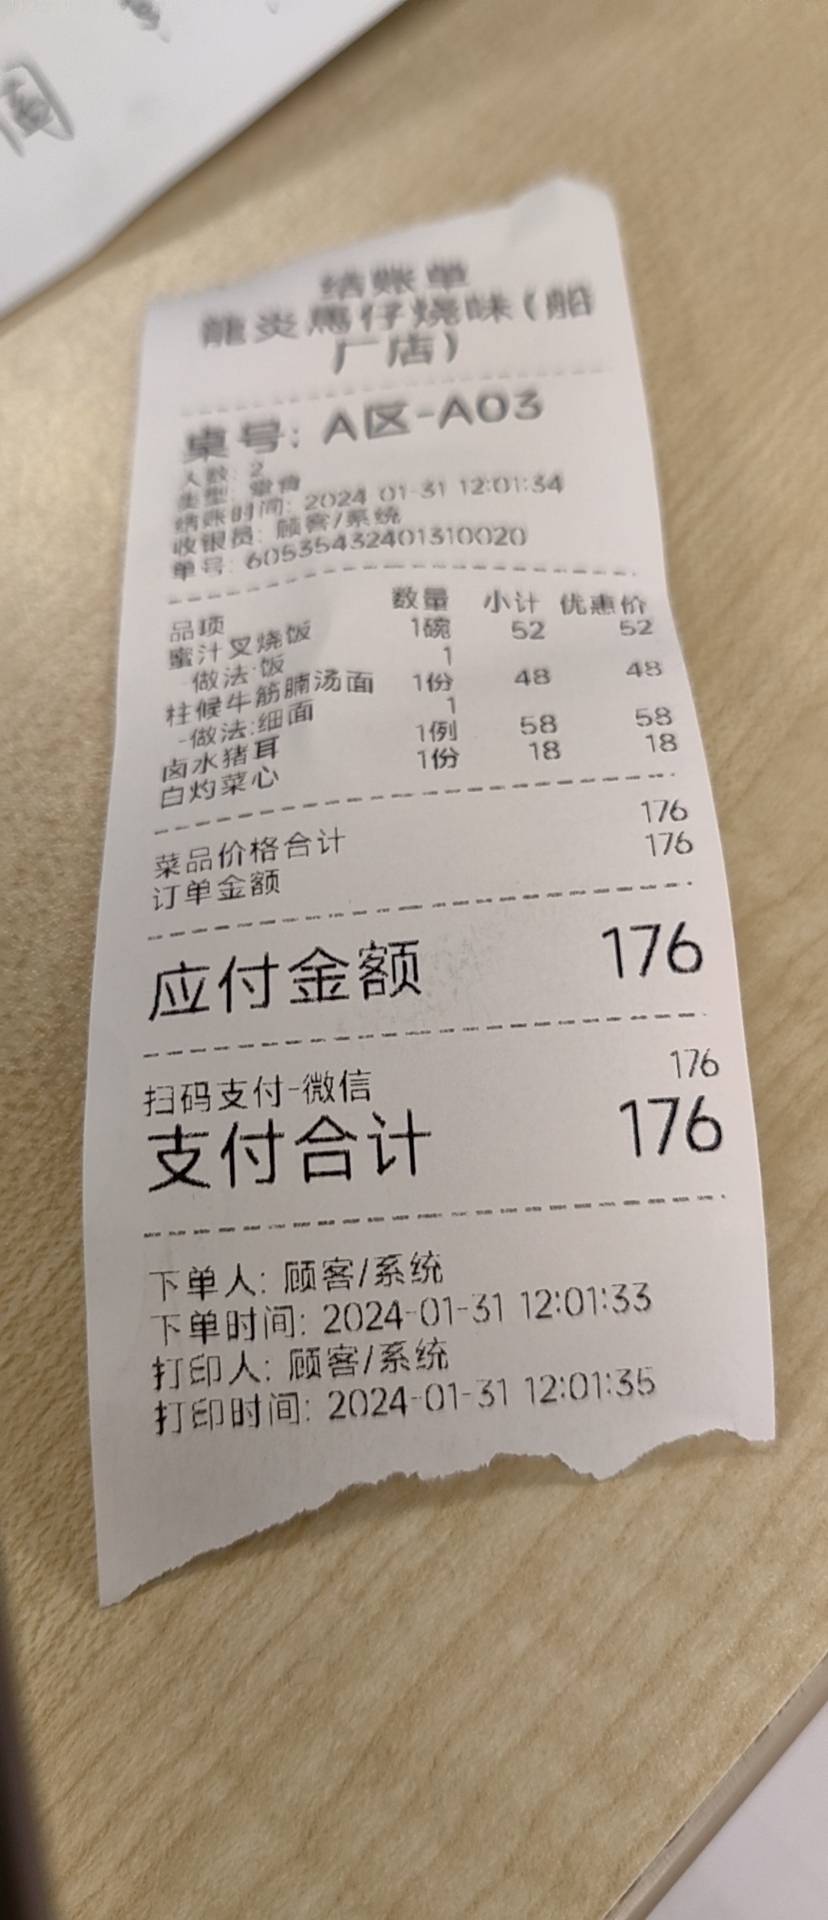 结账单
龍炎馬仔烧味(船
厂店)
桌号: A区-A03
人数: 2
类型: 堂食
结账时间: 2024-01-31 12:01:34
收银员: 顾客/系统
单号: 605354432401310020
品项 数量 小计 优惠价
蜜汁叉烧饭 1碗 52 52
-做法:饭 1
柱候牛筋腩汤面 1份 48 48
-做法:细面 1
卤水猪耳 1例 58 58
白灼菜心 1份 18 18
菜品价格合计 176
订单金额 176
应付金额 176
扫码支付-微信 176
支付合计 176
下单人: 顾客/系统
下单时间: 2024-01-31 12:01:33
打印人: 顾客/系统
打印时间: 2024-01-31 12:01:35